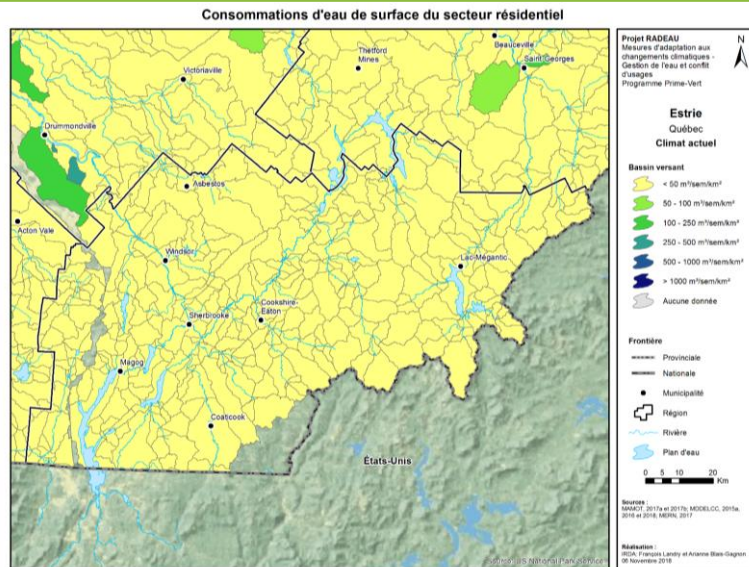 Consommations d'eau de surface du secteur résidentiel
Projet RADEAU
Mesures d'adaptation aux
changements climatiques -
Gestion de l'eau et conflit
d'usages
Programme Prime-Vert
N
Estrie
Québec
Climat actuel
Bassin versant
< 50 m³/sem/km²
50 - 100 m³/sem/km²
100 - 250 m³/sem/km²
250 - 500 m³/sem/km²
500 - 1000 m³/sem/km²
> 1000 m³/sem/km²
Aucune donnée
Frontière
Provinciale
Nationale
Municipalité
Région
Rivière
Plan d'eau
0 5 10 20
Km
Sources :
MAMOT, 2017a et 2017b; MDDELCC, 2015a,
2016 et 2018; MERN, 2017
Réalisation :
IRDA; François Landry et Arianne Blais-Gagnon
06 Novembre 2018
Beauceville
Thetford
Mines
Saint-Georges
Victoriaville
Drummondville
Asbestos
Acton Vale
Windsor
Lac-Mégantic
Cookshire-
Eaton
Sherbrooke
Magog
Coaticook
États-Unis
National Park Service